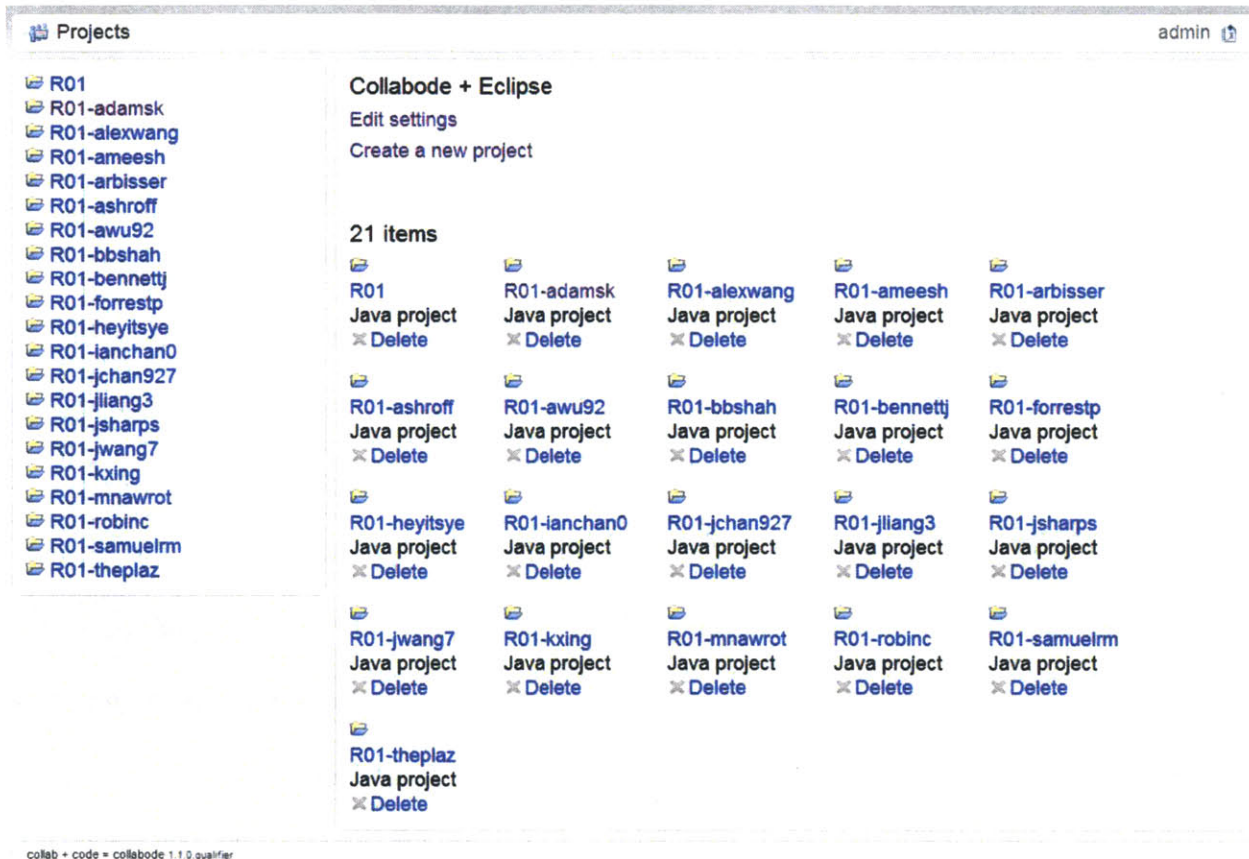 Projects
admin
R01
R01-adamsk
R01-alexwang
R01-ameesh
R01-arbisser
R01-ashroff
R01-awu92
R01-bbshah
R01-bennettj
R01-forrestp
R01-heyitsye
R01-ianchan0
R01-jchan927
R01-jliang3
R01-jsharps
R01-jwang7
R01-kxing
R01-mnawrot
R01-robinc
R01-samuelrm
R01-theplaz
Collabode + Eclipse
Edit settings
Create a new project
21 items
R01 R01-adamsk R01-alexwang R01-ameesh R01-arbisser
Java project Java project Java project Java project Java project
Delete Delete Delete Delete Delete
R01-ashroff R01-awu92 R01-bbshah R01-bennettj R01-forrestp
Java project Java project Java project Java project Java project
Delete Delete Delete Delete Delete
R01-heyitsye R01-ianchan0 R01-jchan927 R01-jliang3 R01-jsharps
Java project Java project Java project Java project Java project
Delete Delete Delete Delete Delete
R01-jwang7 R01-kxing R01-mnawrot R01-robinc R01-samuelrm
Java project Java project Java project Java project Java project
Delete Delete Delete Delete Delete
R01-theplaz
Java project
Delete
collab + code = collabode 1.1.0.qualifier